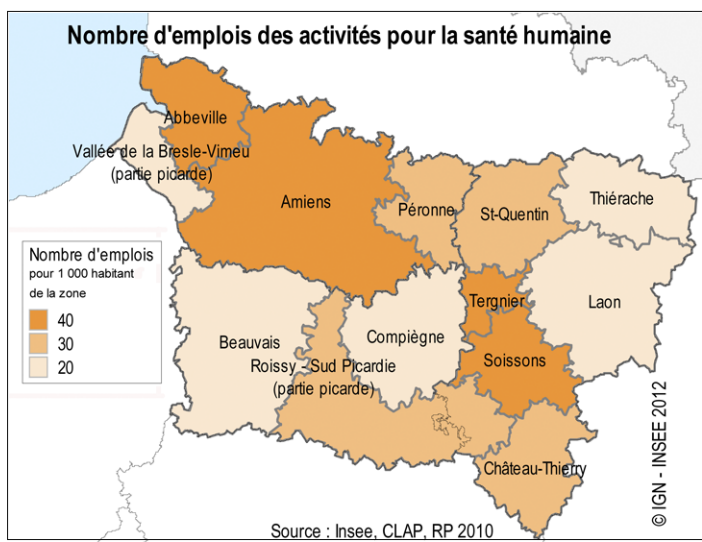 Nombre d'emplois des activités pour la santé humaine
Abbeville
Vallée de la Bresle-Vimeu
(partie picarde)
Amiens
Péronne
St-Quentin
Thiérache
Nombre d'emplois
pour 1 000 habitant
de la zone
40
30
20
Tergnier
Laon
Beauvais
Compiègne
Roissy - Sud Picardie
(partie picarde)
Soissons
Château-Thierry
© IGN - INSEE 2012
Source : Insee, CLAP, RP 2010